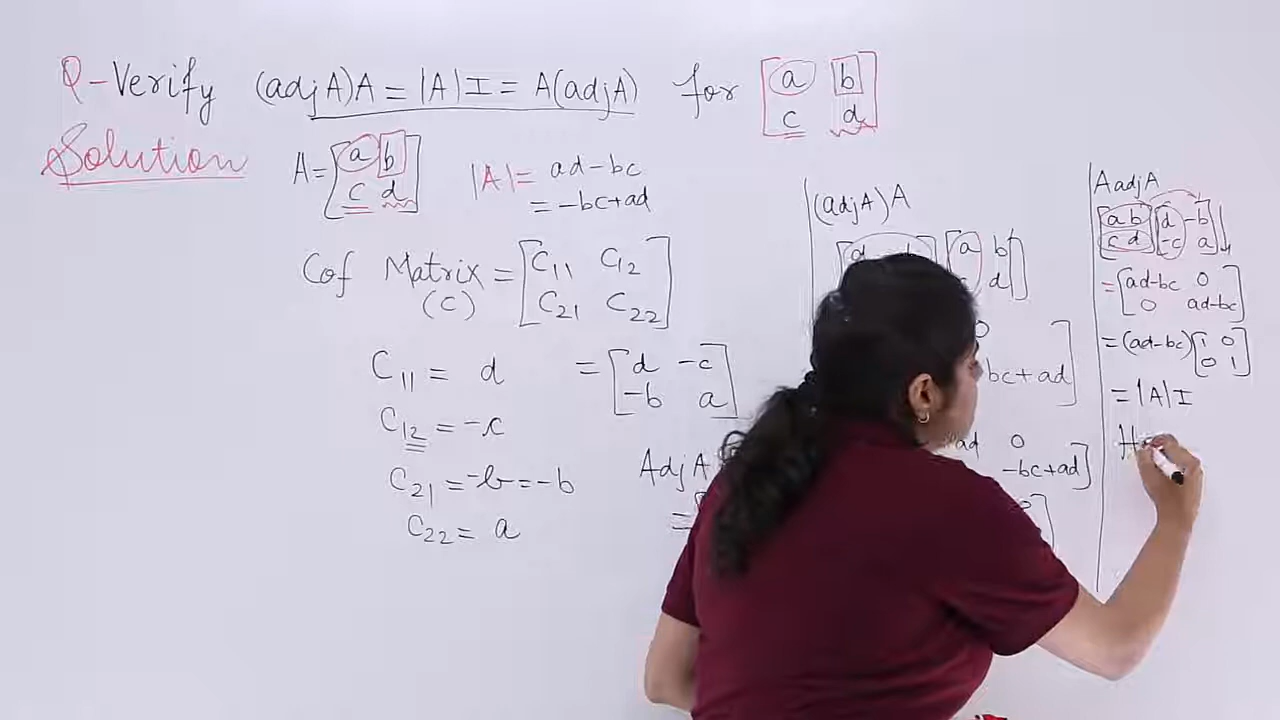 Q-Verify (adjA)A = |A|I = A(adjA) for [a b
c d]
Solution
A = [a b
c d]
|A| = ad-bc
= -bc+ad
Cof Matrix = [C11 C12
(C) C21 C22]
C11 = d
C12 = -c
C21 = -b = -b
C22 = a
= [d -c
-b a]
AdjA
=
(adjA)A
[d [a b
d]
0
bc+ad]
ad 0
-bc+ad]
AadjA
[a b [d -b
c d] -c a]
= [ad-bc 0
0 ad-bc]
= (ad-bc)[1 0
0 1]
= |A|I